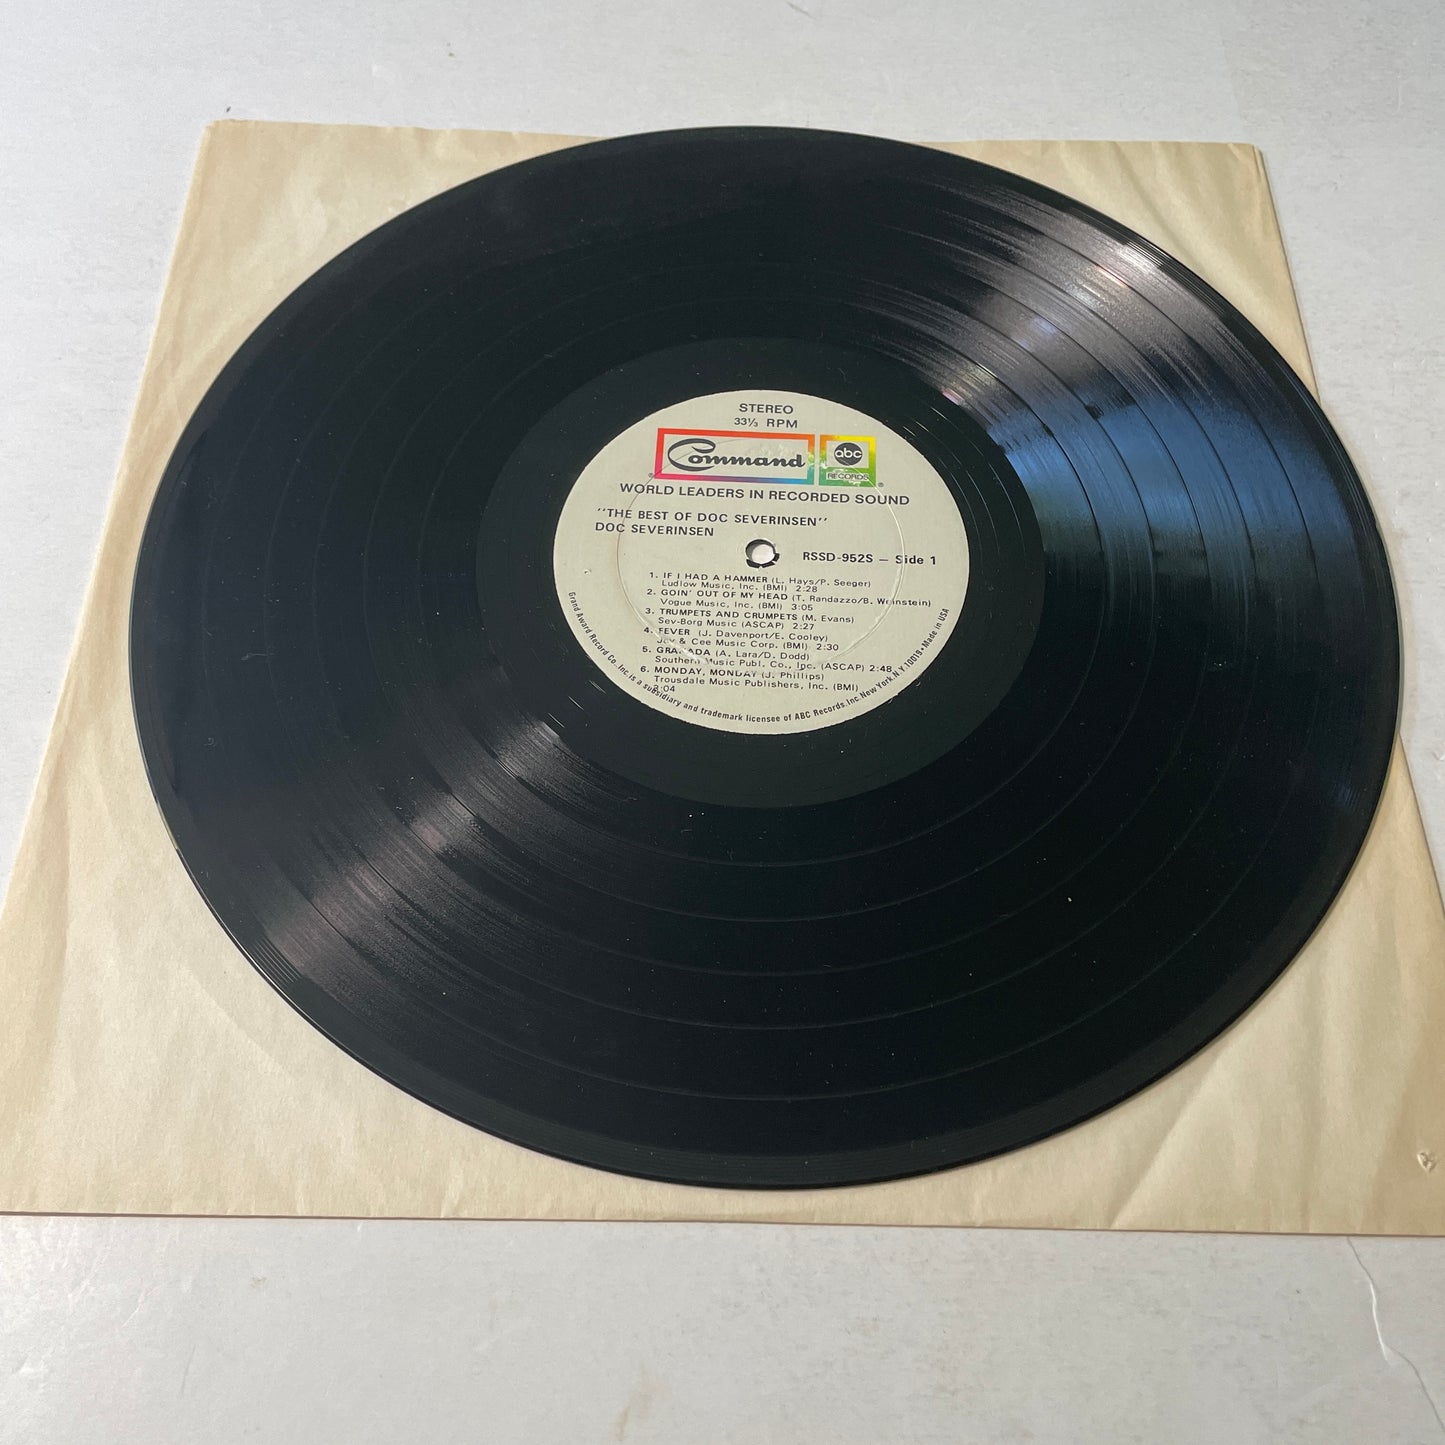 STEREO
33⅓ RPM
Command
abc
RECORDS
WORLD LEADERS IN RECORDED SOUND
"THE BEST OF DOC SEVERINSEN"
DOC SEVERINSEN
RSSD-952S — Side 1
1. IF I HAD A HAMMER (L. Hays/P. Seeger)
Ludlow Music, Inc. (BMI) 2:28
2. GOIN' OUT OF MY HEAD (T. Randazzo/B. Weinstein)
Vogue Music, Inc. (BMI) 3:05
3. TRUMPETS AND CRUMPETS (M. Evans)
Sev-Borg Music (ASCAP) 2:27
4. FEVER (J. Davenport/E. Cooley)
Jay & Cee Music Corp. (BMI) 2:30
5. GRANADA (A. Lara/D. Dodd)
Southern Music Publ. Co., Inc. (ASCAP) 2:48
6. MONDAY, MONDAY (J. Phillips)
Trousdale Music Publishers, Inc. (BMI)
3:04
Grand Award Record Co., Inc. is a subsidiary and trademark licensee of ABC Records, Inc. New York, N.Y. 10019 • Made in USA